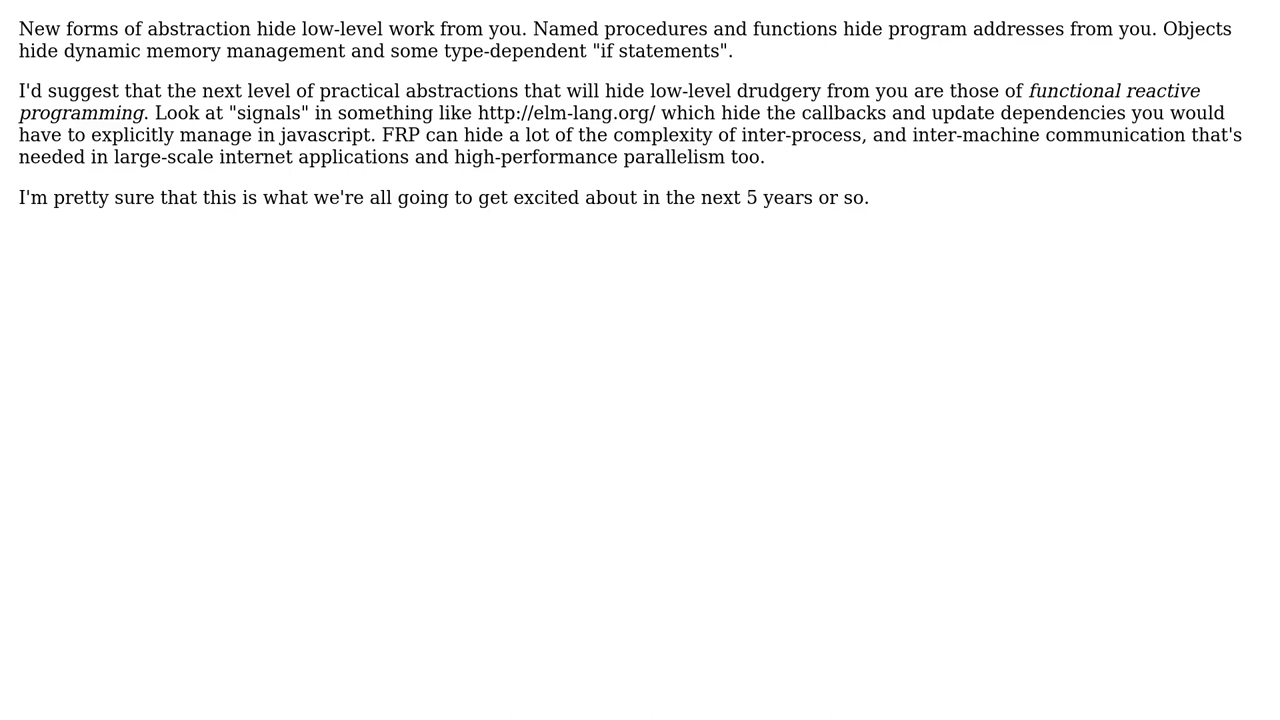 New forms of abstraction hide low-level work from you. Named procedures and functions hide program addresses from you. Objects
hide dynamic memory management and some type-dependent "if statements".
I'd suggest that the next level of practical abstractions that will hide low-level drudgery from you are those of functional reactive
programming. Look at "signals" in something like http://elm-lang.org/ which hide the callbacks and update dependencies you would
have to explicitly manage in javascript. FRP can hide a lot of the complexity of inter-process, and inter-machine communication that's
needed in large-scale internet applications and high-performance parallelism too.
I'm pretty sure that this is what we're all going to get excited about in the next 5 years or so.